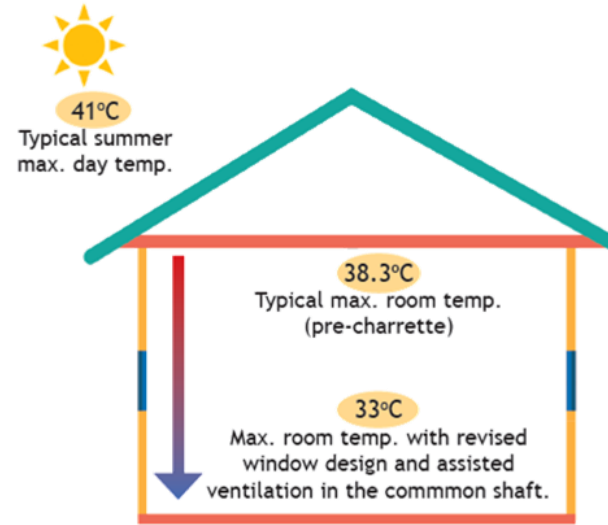 41°C
Typical summer
max. day temp.
38.3°C
Typical max. room temp.
(pre-charrette)
33°C
Max. room temp. with revised
window design and assisted
ventilation in the commmon shaft.